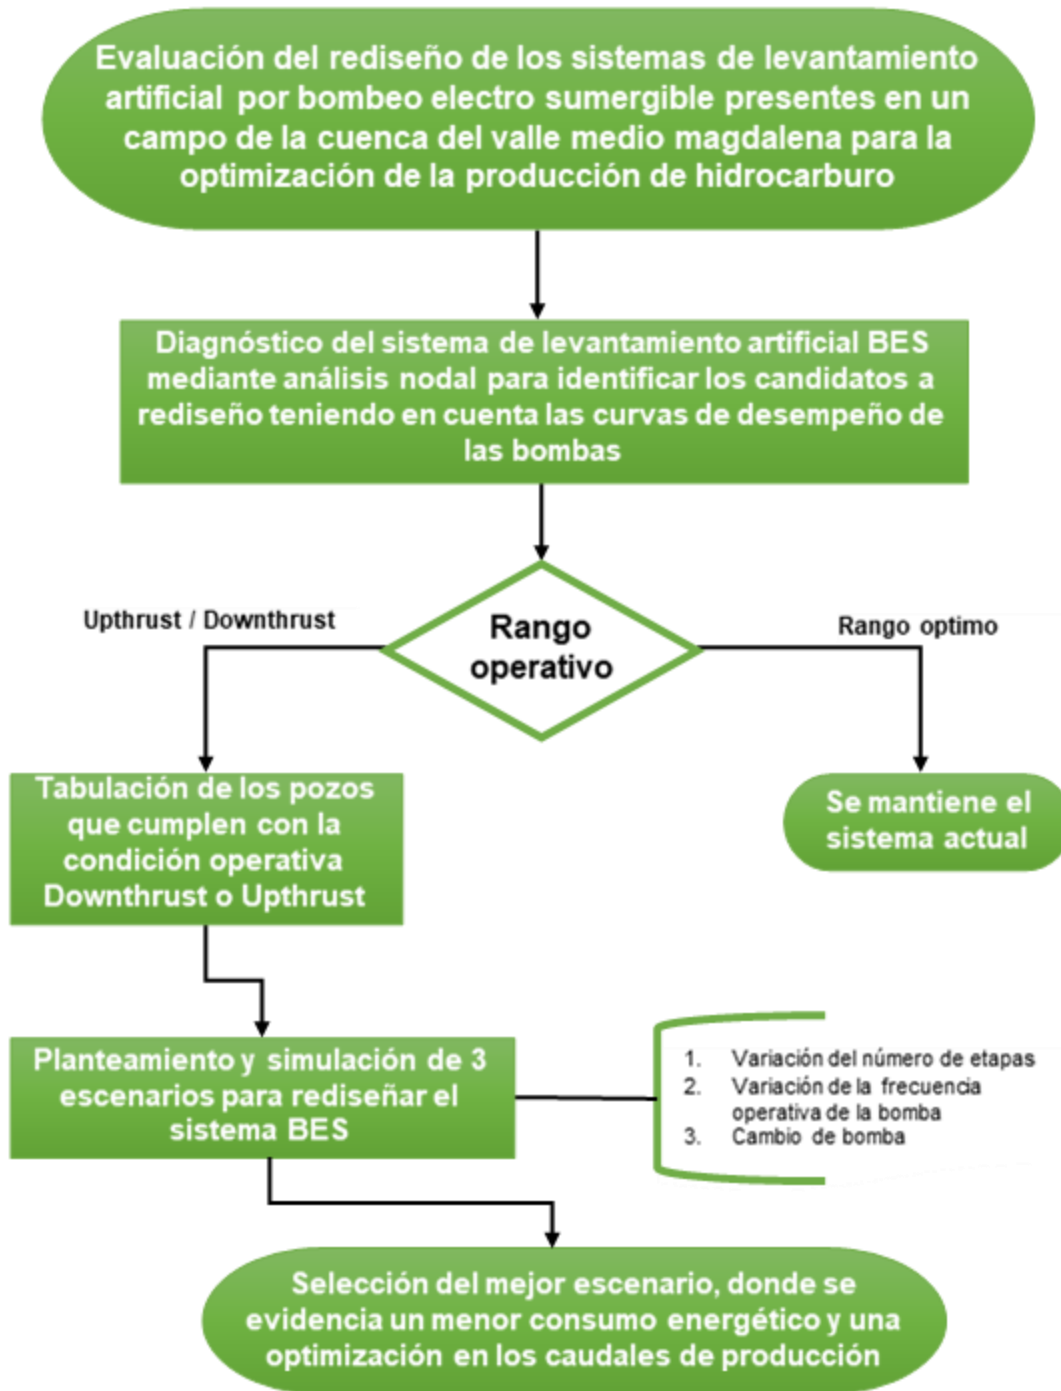 Evaluación del rediseño de los sistemas de levantamiento
artificial por bombeo electro sumergible presentes en un
campo de la cuenca del valle medio magdalena para la
optimización de la producción de hidrocarburo
Diagnóstico del sistema de levantamiento artificial BES
mediante análisis nodal para identificar los candidatos a
rediseño teniendo en cuenta las curvas de desempeño de
las bombas
Rango
operativo
Upthrust / Downthrust
Rango optimo
Tabulación de los pozos
que cumplen con la
condición operativa
Downthrust o Upthrust
Se mantiene el
sistema actual
Planteamiento y simulación de 3
escenarios para rediseñar el
sistema BES
1. Variación del número de etapas
2. Variación de la frecuencia
operativa de la bomba
3. Cambio de bomba
Selección del mejor escenario, donde se
evidencia un menor consumo energético y una
optimización en los caudales de producción